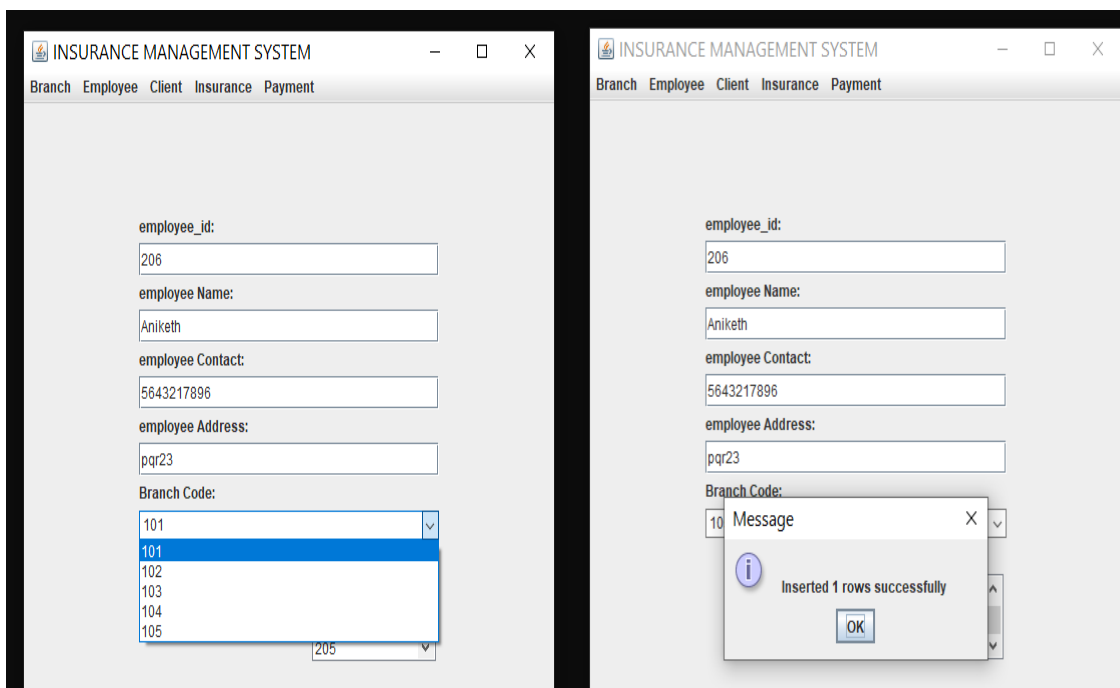 INSURANCE MANAGEMENT SYSTEM
Branch Employee Client Insurance Payment
employee_id:
206
employee Name:
Aniketh
employee Contact:
5643217896
employee Address:
pqr23
Branch Code:
101
101
102
103
104
105
205
INSURANCE MANAGEMENT SYSTEM
Branch Employee Client Insurance Payment
employee_id:
206
employee Name:
Aniketh
employee Contact:
5643217896
employee Address:
pqr23
Branch Code:
10
Message
Inserted 1 rows successfully
OK